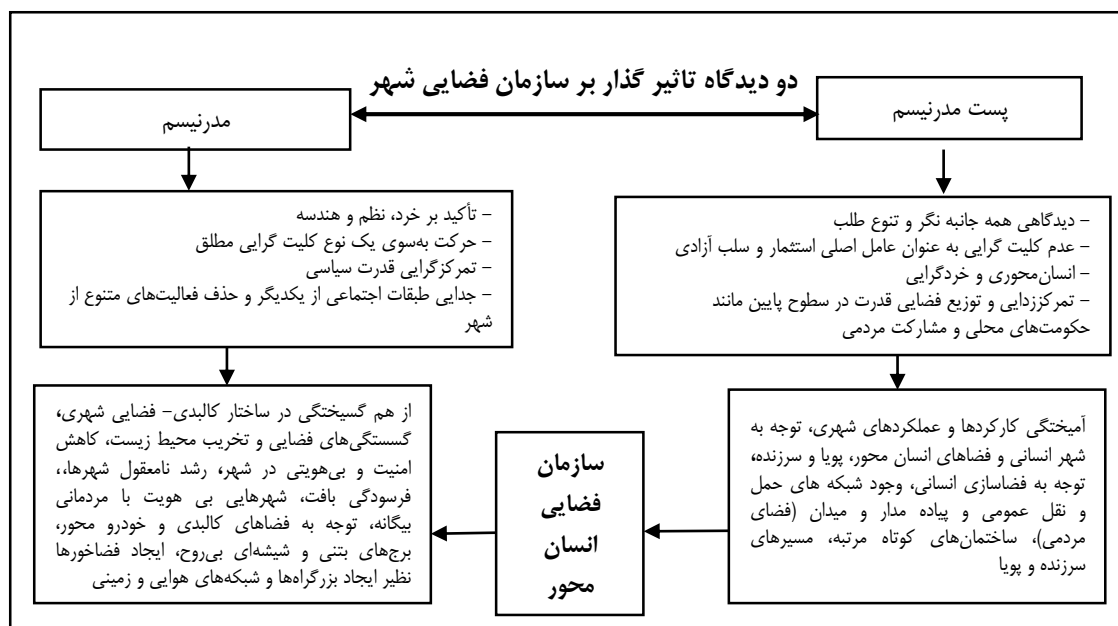 دو دیدگاه تاثیر گذار بر سازمان فضایی شهر
پست مدرنیسم
مدرنیسم
- دیدگاهی همه جانبه نگر و تنوع طلب
- عدم کلیت گرایی به عنوان عامل اصلی استثمار و سلب آزادی
- انسان‌محوری و خردگرایی
- تمرکززدایی و توزیع فضایی قدرت در سطوح پایین مانند
حکومت‌های محلی و مشارکت مردمی
- تأکید بر خرد، نظم و هندسه
- حرکت به‌سوی یک نوع کلیت گرایی مطلق
- تمرکزگرایی قدرت سیاسی
- جدایی طبقات اجتماعی از یکدیگر و حذف فعالیت‌های متنوع از
شهر
آمیختگی کارکردها و عملکردهای شهری، توجه به
شهر انسانی و فضاهای انسان محور، پویا و سرزنده،
توجه به فضاسازی انسانی، وجود شبکه های حمل
و نقل عمومی و پیاده مدار و میدان (فضای
مردمی)، ساختمان‌های کوتاه مرتبه، مسیرهای
سرزنده و پویا
سازمان
فضایی
انسان
محور
از هم گسیختگی در ساختار کالبدی- فضایی شهری،
گسستگی‌های فضایی و تخریب محیط زیست، کاهش
امنیت و بی‌هویتی در شهر، رشد نامعقول شهرها،،
فرسودگی بافت، شهرهایی بی هویت با مردمانی
بیگانه، توجه به فضاهای کالبدی و خودرو محور،
برج‌های بتنی و شیشه‌ای بی‌روح، ایجاد فضاخورها
نظیر ایجاد بزرگراه‌ها و شبکه‌های هوایی و زمینی